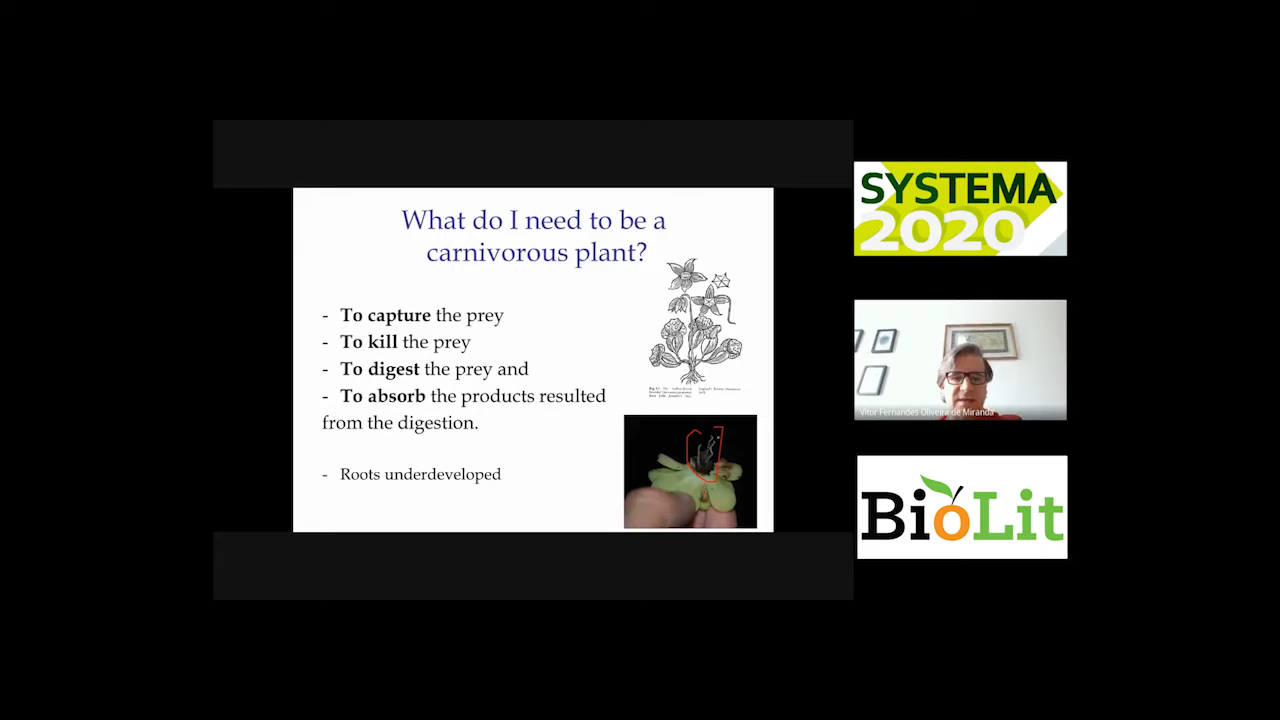 What do I need to be a
carnivorous plant?
- To capture the prey
- To kill the prey
- To digest the prey and
- To absorb the products resulted
from the digestion.
- Roots underdeveloped
SYSTEMA
2020
Vitor Fernandes Oliveira de Miranda
BioLit